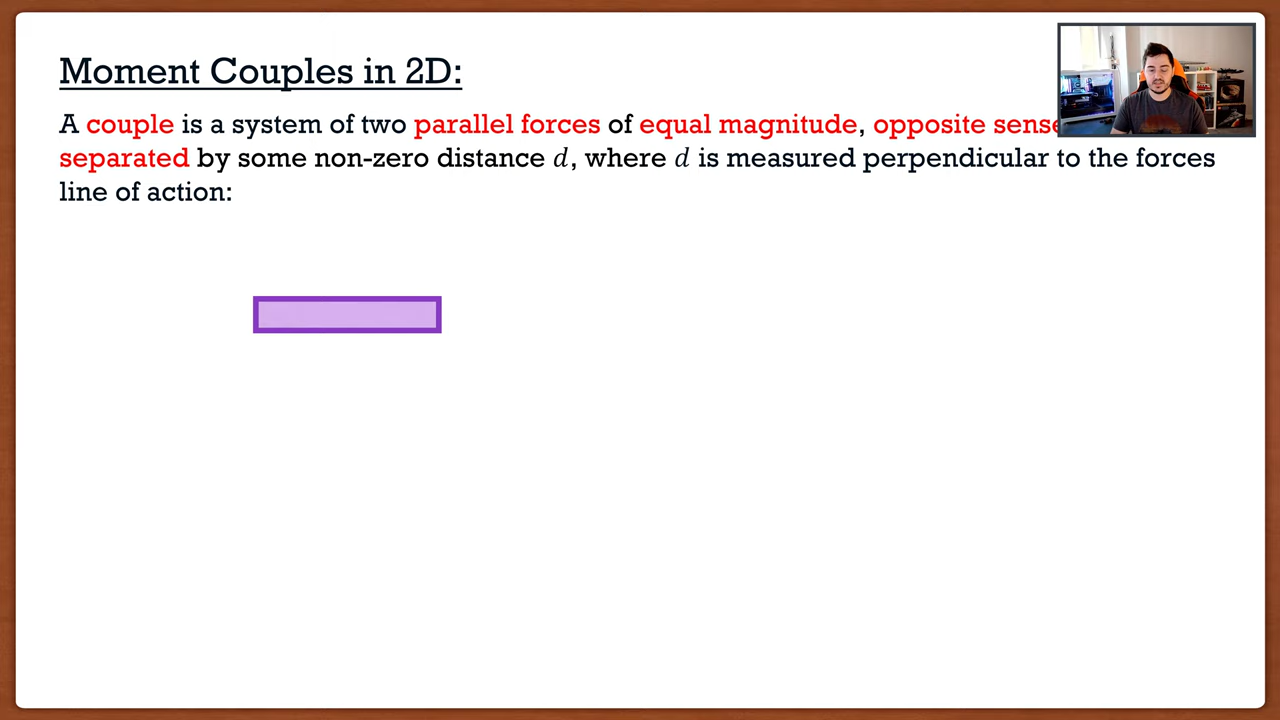 Moment Couples in 2D:
A couple is a system of two parallel forces of equal magnitude, opposite sense
separated by some non-zero distance d, where d is measured perpendicular to the forces
line of action: